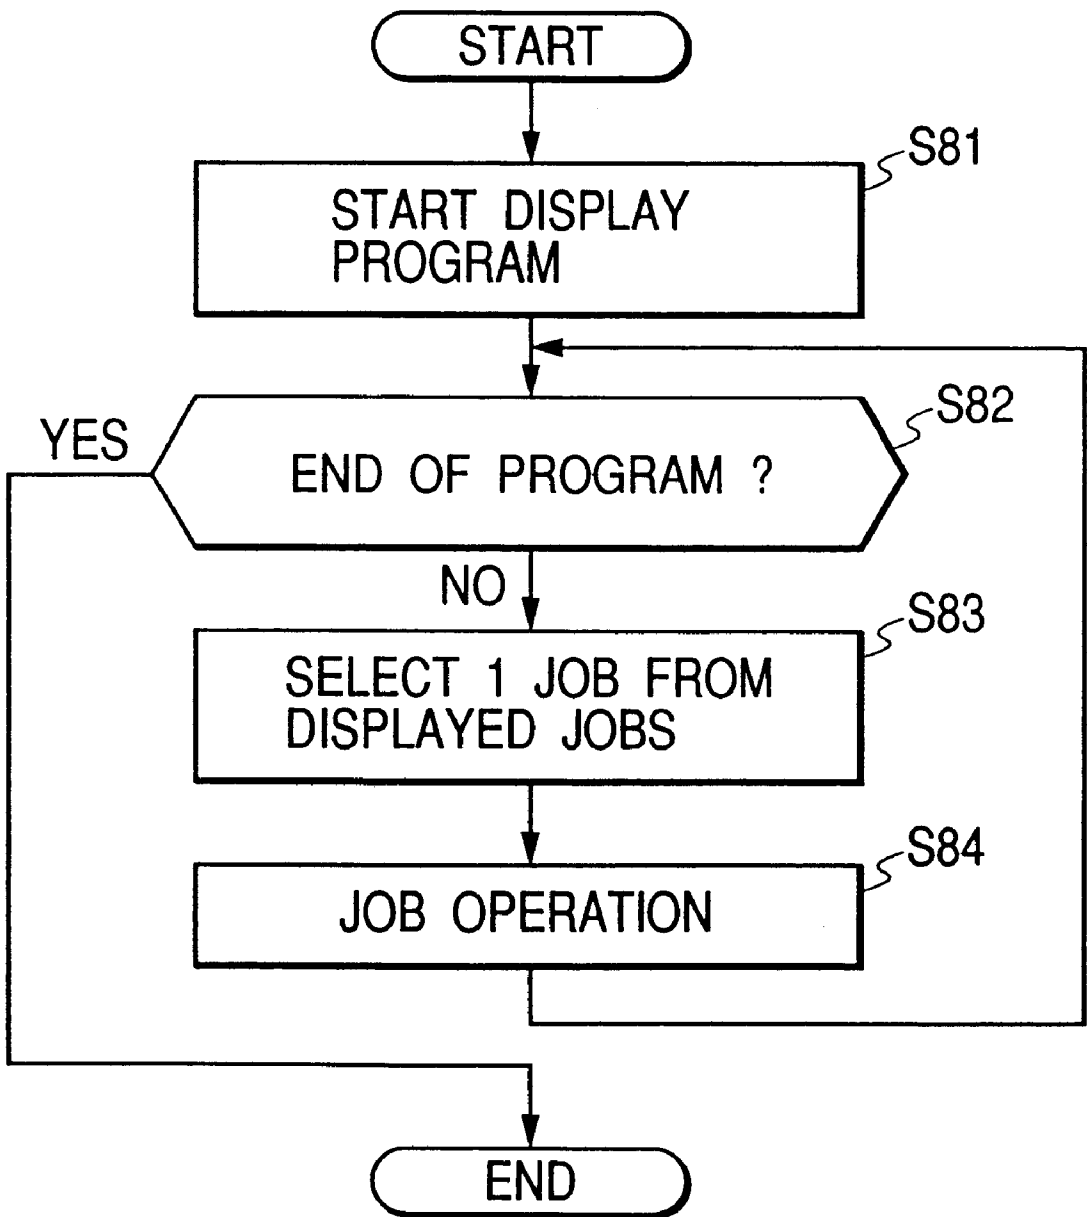 START
S81
START DISPLAY
PROGRAM
S82
YES
END OF PROGRAM ?
NO
S83
SELECT 1 JOB FROM
DISPLAYED JOBS
S84
JOB OPERATION
END